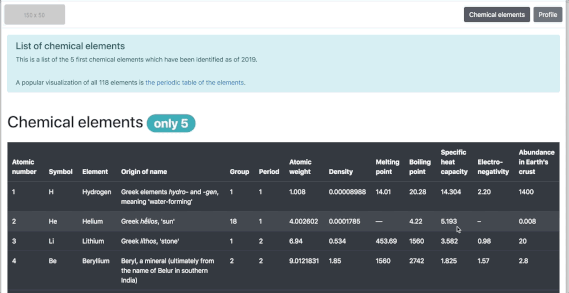 150 x 50
Chemical elements
Profile
List of chemical elements
This is a list of the 5 first chemical elements which have been identified as of 2019.
A popular visualization of all 118 elements is the periodic table of the elements.
Chemical elements only 5
Atomic number Symbol Element Origin of name Group Period Atomic weight Density Melting point Boiling point Specific heat capacity Electro-negativity Abundance in Earth's crust
1 H Hydrogen Greek elements hydro- and -gen, 1 1 1.008 0.00008988 14.01 20.28 14.304 2.20 1400
meaning 'water-forming'
2 He Helium Greek hḗlios, 'sun' 18 1 4.002602 0.0001785 — 4.22 5.193 – 0.008
3 Li Lithium Greek lithos, 'stone' 1 2 6.94 0.534 453.69 1560 3.582 0.98 20
4 Be Beryllium Beryl, a mineral (ultimately from 2 2 9.0121831 1.85 1560 2742 1.825 1.57 2.8
the name of Belur in southern
India)